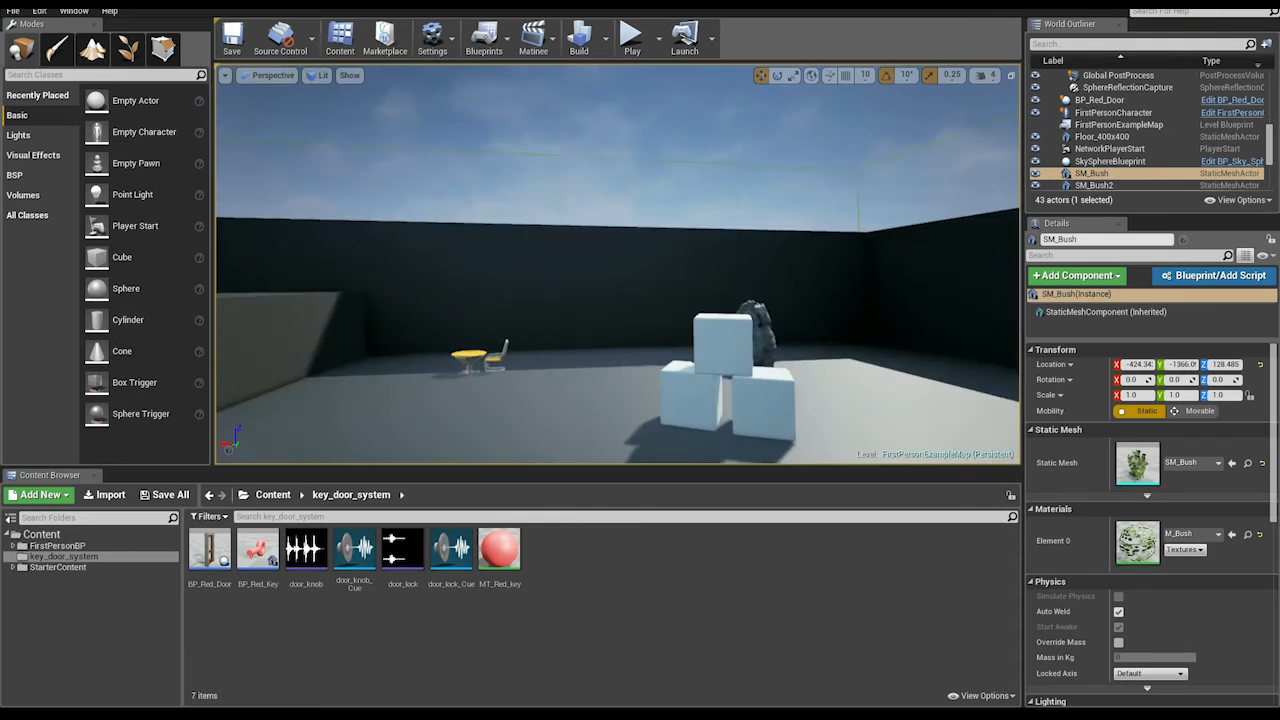 File Edit Window Help
Search For Help
Modes
World Outliner
Save Source Control Content Marketplace Settings Blueprints Matinee Build Play Launch
Search...
Label Type
Search Classes
Perspective Lit Show 10 10° 0.25 4
Global PostProcess PostProcessVolu
SphereReflectionCapture SphereReflectionC
Recently Placed Empty Actor
BP_Red_Door Edit BP_Red_Doo
FirstPersonCharacter Edit FirstPerson
Basic
FirstPersonExampleMap Level Blueprint
Lights Empty Character
Floor_400x400 StaticMeshActor
NetworkPlayerStart PlayerStart
Visual Effects Empty Pawn
SkySphereBlueprint Edit BP_Sky_Sph
BSP
SM_Bush StaticMeshActor
SM_Bush2 StaticMeshActor
Volumes Point Light
43 actors (1 selected) View Options
All Classes Player Start
Details
SM_Bush
Cube
Search
Add Component Blueprint/Add Script
Sphere
SM_Bush(Instance)
StaticMeshComponent (Inherited)
Cylinder
Cone
Transform
Location X -424.34 Y -1366.0 Z 128.485
Rotation X 0.0 Y 0.0 Z 0.0
Box Trigger
Scale X 1.0 Y 1.0 Z 1.0
Mobility Static Movable
Sphere Trigger
Static Mesh
Static Mesh SM_Bush
Level: FirstPersonExampleMap (Persistent)
Content Browser
Add New Import Save All Content key_door_system
Materials
Search Folders Filters Search key_door_system
Element 0 M_Bush
Textures
Content
FirstPersonBP
key_door_system
StarterContent
BP_Red_Door BP_Red_Key door_knob door_knob_ Cue door_lock door_lock_Cue MT_Red_key
Physics
Simulate Physics
Auto Weld
Start Awake
Override Mass
Mass in Kg
Locked Axis Default
7 items View Options
Lighting